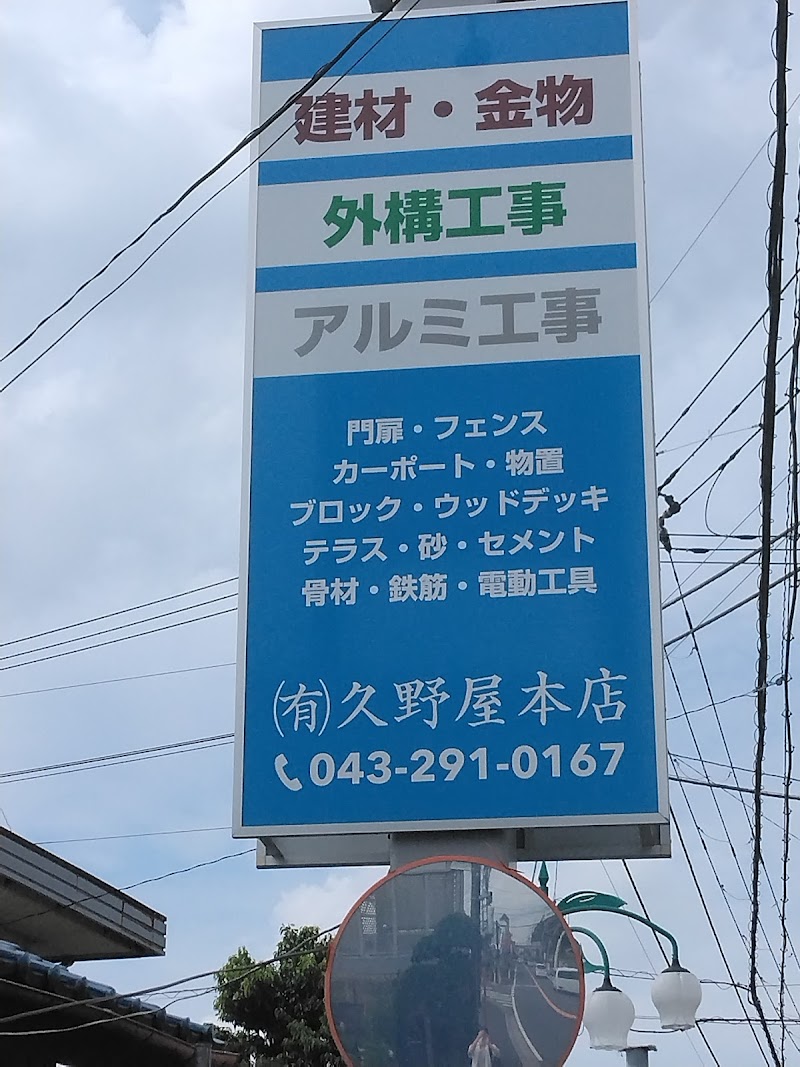 建材・金物
外構工事
アルミ工事
門扉・フェンス
カーポート・物置
ブロック・ウッドデッキ
テラス・砂・セメント
骨材・鉄筋・電動工具
㈲久野屋本店
043-291-0167